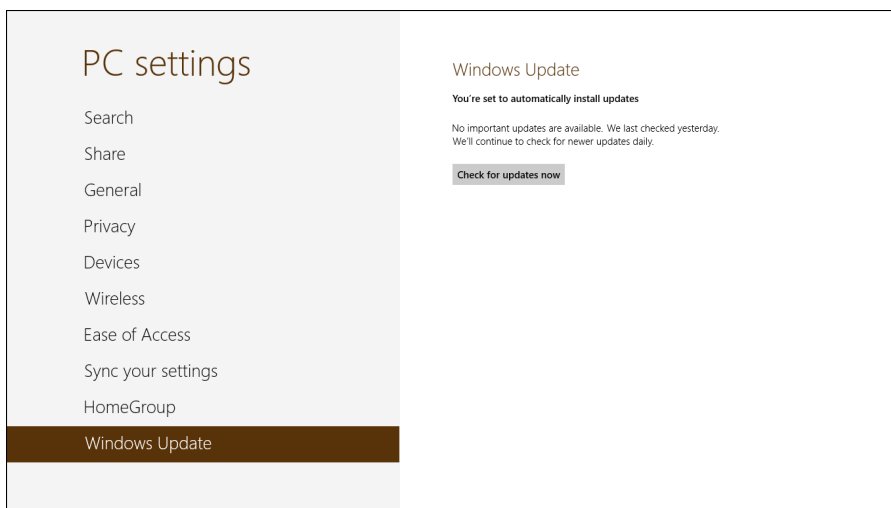 PC settings
Search
Share
General
Privacy
Devices
Wireless
Ease of Access
Sync your settings
HomeGroup
Windows Update
Windows Update
You're set to automatically install updates
No important updates are available. We last checked yesterday.
We'll continue to check for newer updates daily.
Check for updates now